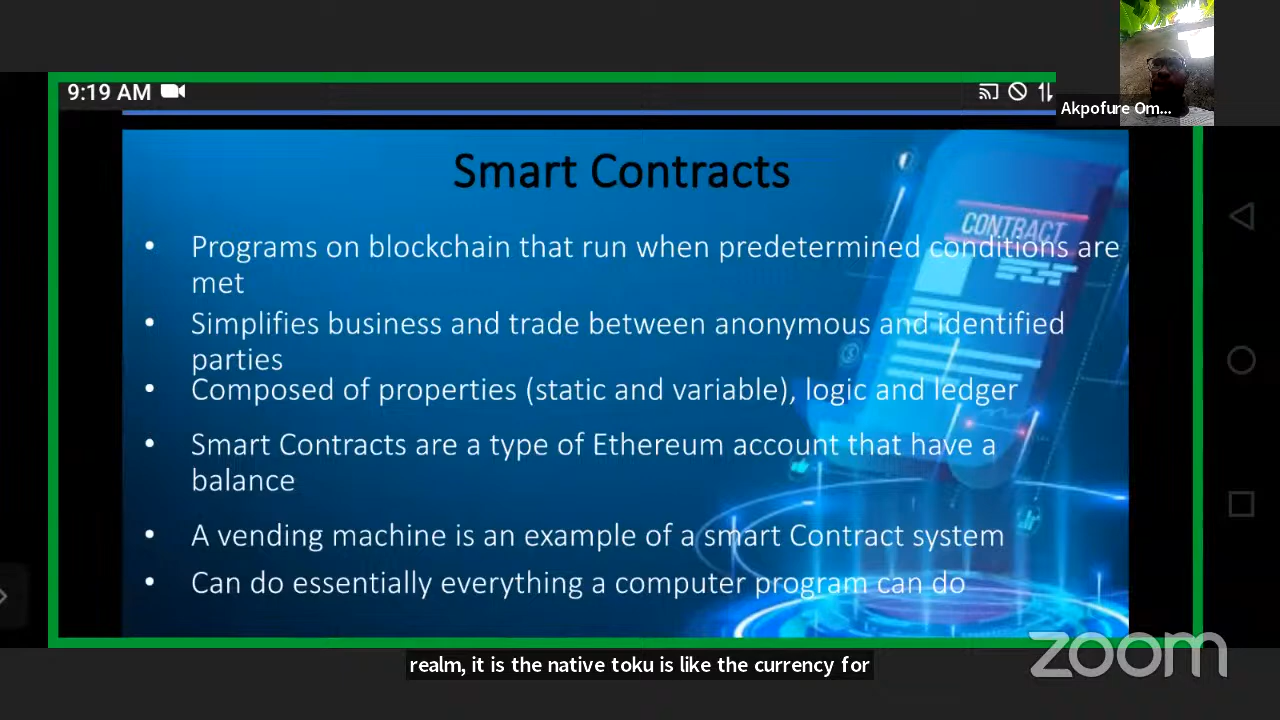 9:19 AM
Akpofure Om...
Smart Contracts
CONTRACT
• Programs on blockchain that run when predetermined conditions are
met
• Simplifies business and trade between anonymous and identified
parties
• Composed of properties (static and variable), logic and ledger
• Smart Contracts are a type of Ethereum account that have a
balance
• A vending machine is an example of a smart Contract system
• Can do essentially everything a computer program can do
realm, it is the native toku is like the currency for
zoom